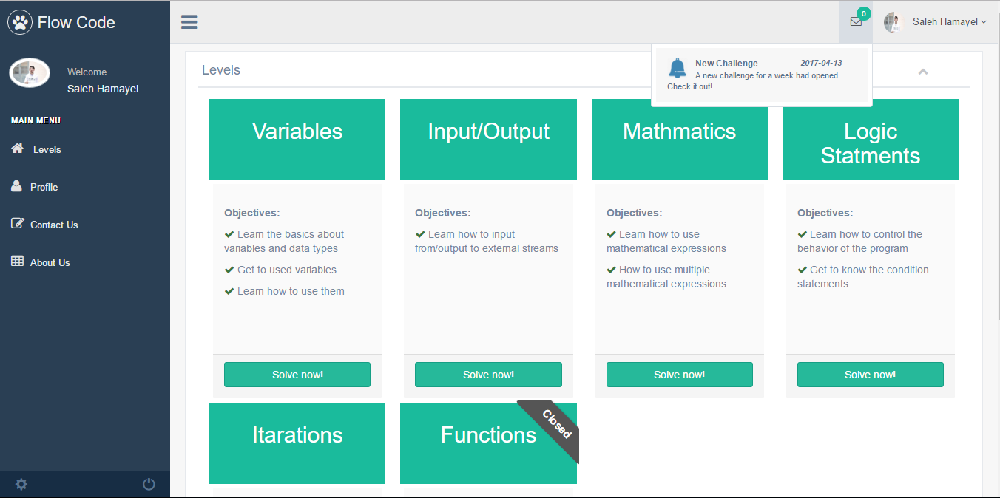 Flow Code
0
Saleh Hamayel
Welcome
Saleh Hamayel
MAIN MENU
Levels
Profile
Contact Us
About Us
New Challenge 2017-04-13
A new challenge for a week had opened.
Check it out!
Levels
Variables
Objectives:
Learn the basics about
variables and data types
Get to used variables
Learn how to use them
Solve now!
Input/Output
Objectives:
Learn how to input
from/output to external streams
Solve now!
Mathmatics
Objectives:
Learn how to use
mathematical expressions
How to use multiple
mathematical expressions
Solve now!
Logic
Statments
Objectives:
Learn how to control the
behavior of the program
Get to know the condition
statements
Solve now!
Itarations
Functions
Closed